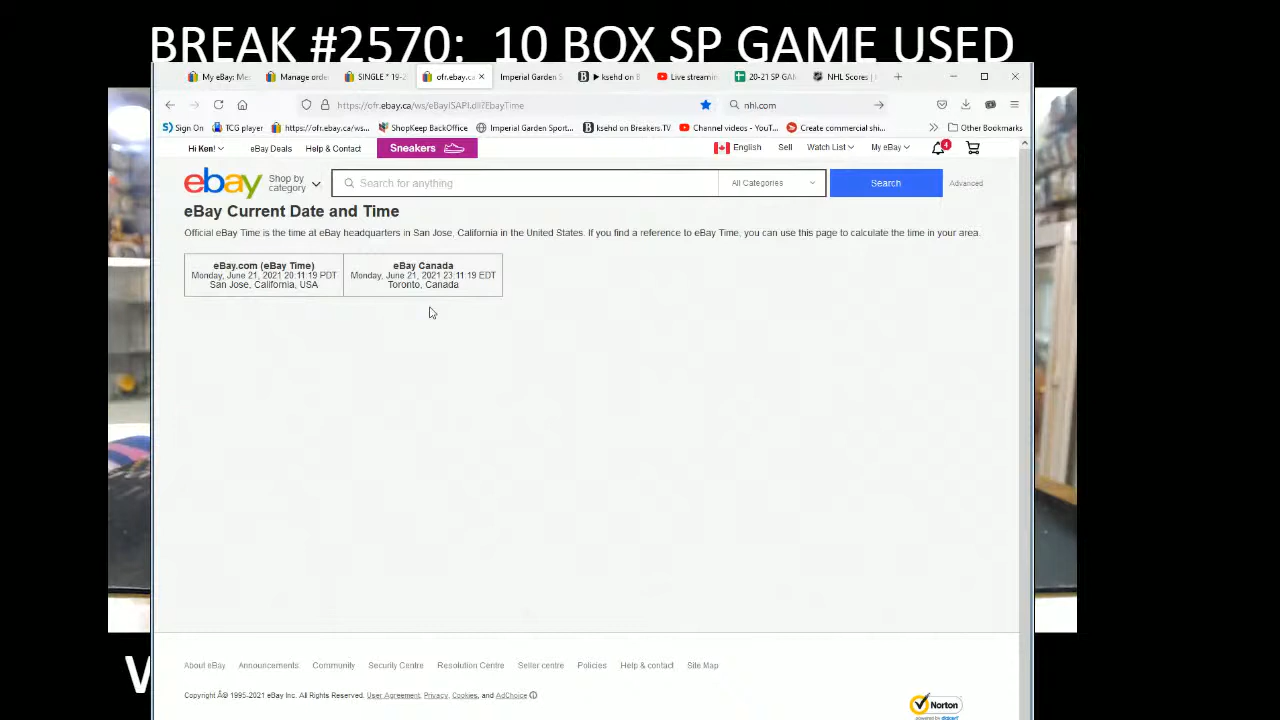 BREAK #2570: 10 BOX SP GAME USED
My eBay: Me
Manage orde
SINGLE * 19-2
ofr.ebay.ca
Imperial Garden S
ksehd on B
Live streamin
20-21 SP GA
NHL Scores |
https://ofr.ebay.ca/ws/eBayISAPI.dll?EbayTime
nhl.com
Sign On
TCG player
https://ofr.ebay.ca/ws...
ShopKeep BackOffice
Imperial Garden Sport...
ksehd on Breakers.TV
Channel videos - YouT...
Create commercial shi...
Other Bookmarks
Hi Ken!
eBay Deals
Help & Contact
Sneakers
English
Sell
Watch List
My eBay
4
ebay
Shop by
category
Search for anything
All Categories
Search
Advanced
eBay Current Date and Time
Official eBay Time is the time at eBay headquarters in San Jose, California in the United States. If you find a reference to eBay Time, you can use this page to calculate the time in your area.
eBay.com (eBay Time)
Monday, June 21, 2021 20:11:19 PDT
San Jose, California, USA
eBay Canada
Monday, June 21, 2021 23:11:19 EDT
Toronto, Canada
About eBay
Announcements
Community
Security Centre
Resolution Centre
Seller centre
Policies
Help & contact
Site Map
Copyright Â© 1995-2021 eBay Inc. All Rights Reserved. User Agreement, Privacy, Cookies, and AdChoice
Norton
powered by digicert